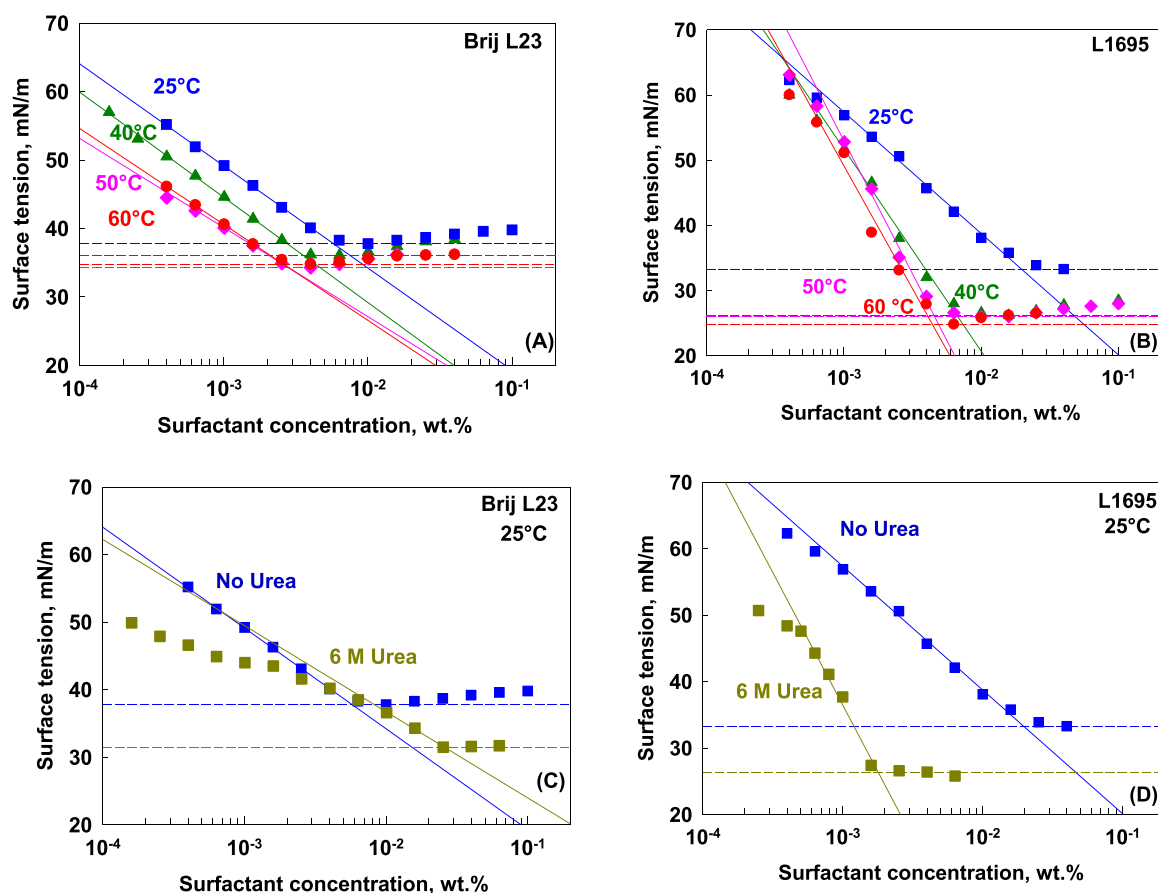 70
60
50
40
30
20
Surface tension, mN/m
Brij L23
25°C
40°C
50°C
60°C
(A)
10-4
10-3
10-2
10-1
Surfactant concentration, wt.%
70
60
50
40
30
20
Surface tension, mN/m
L1695
25°C
50°C
40°C
60 °C
(B)
10-4
10-3
10-2
10-1
Surfactant concentration, wt.%
70
60
50
40
30
20
Surface tension, mN/m
Brij L23
25°C
No Urea
6 M Urea
(C)
10-4
10-3
10-2
10-1
Surfactant concentration, wt.%
70
60
50
40
30
20
Surface tension, mN/m
L1695
25°C
No Urea
6 M Urea
(D)
10-4
10-3
10-2
10-1
Surfactant concentration, wt.%